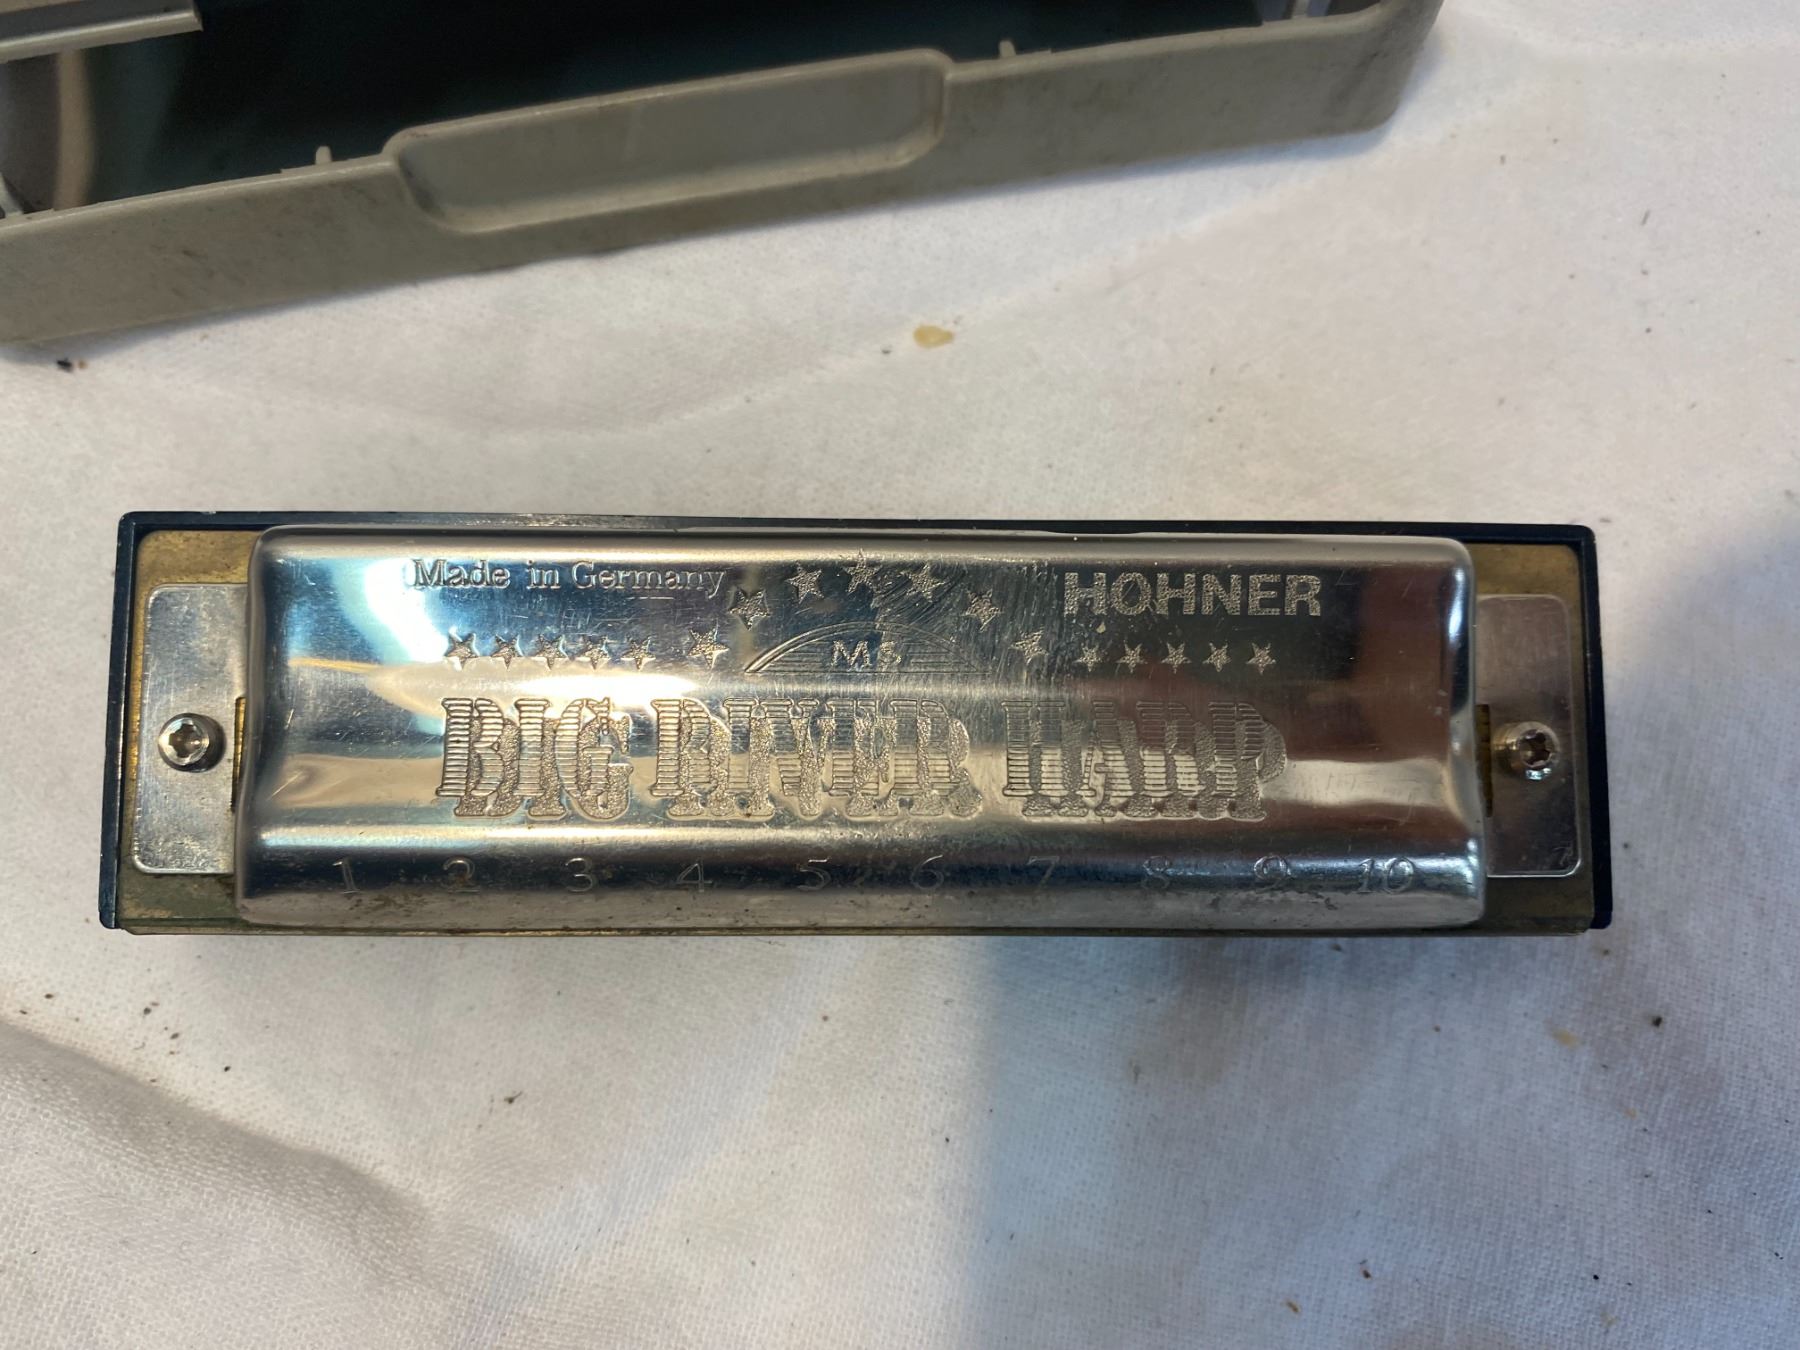 Made in Germany
HOHNER
MS
BIG RIVER HARP
1 2 3 4 5 6 7 8 9 10